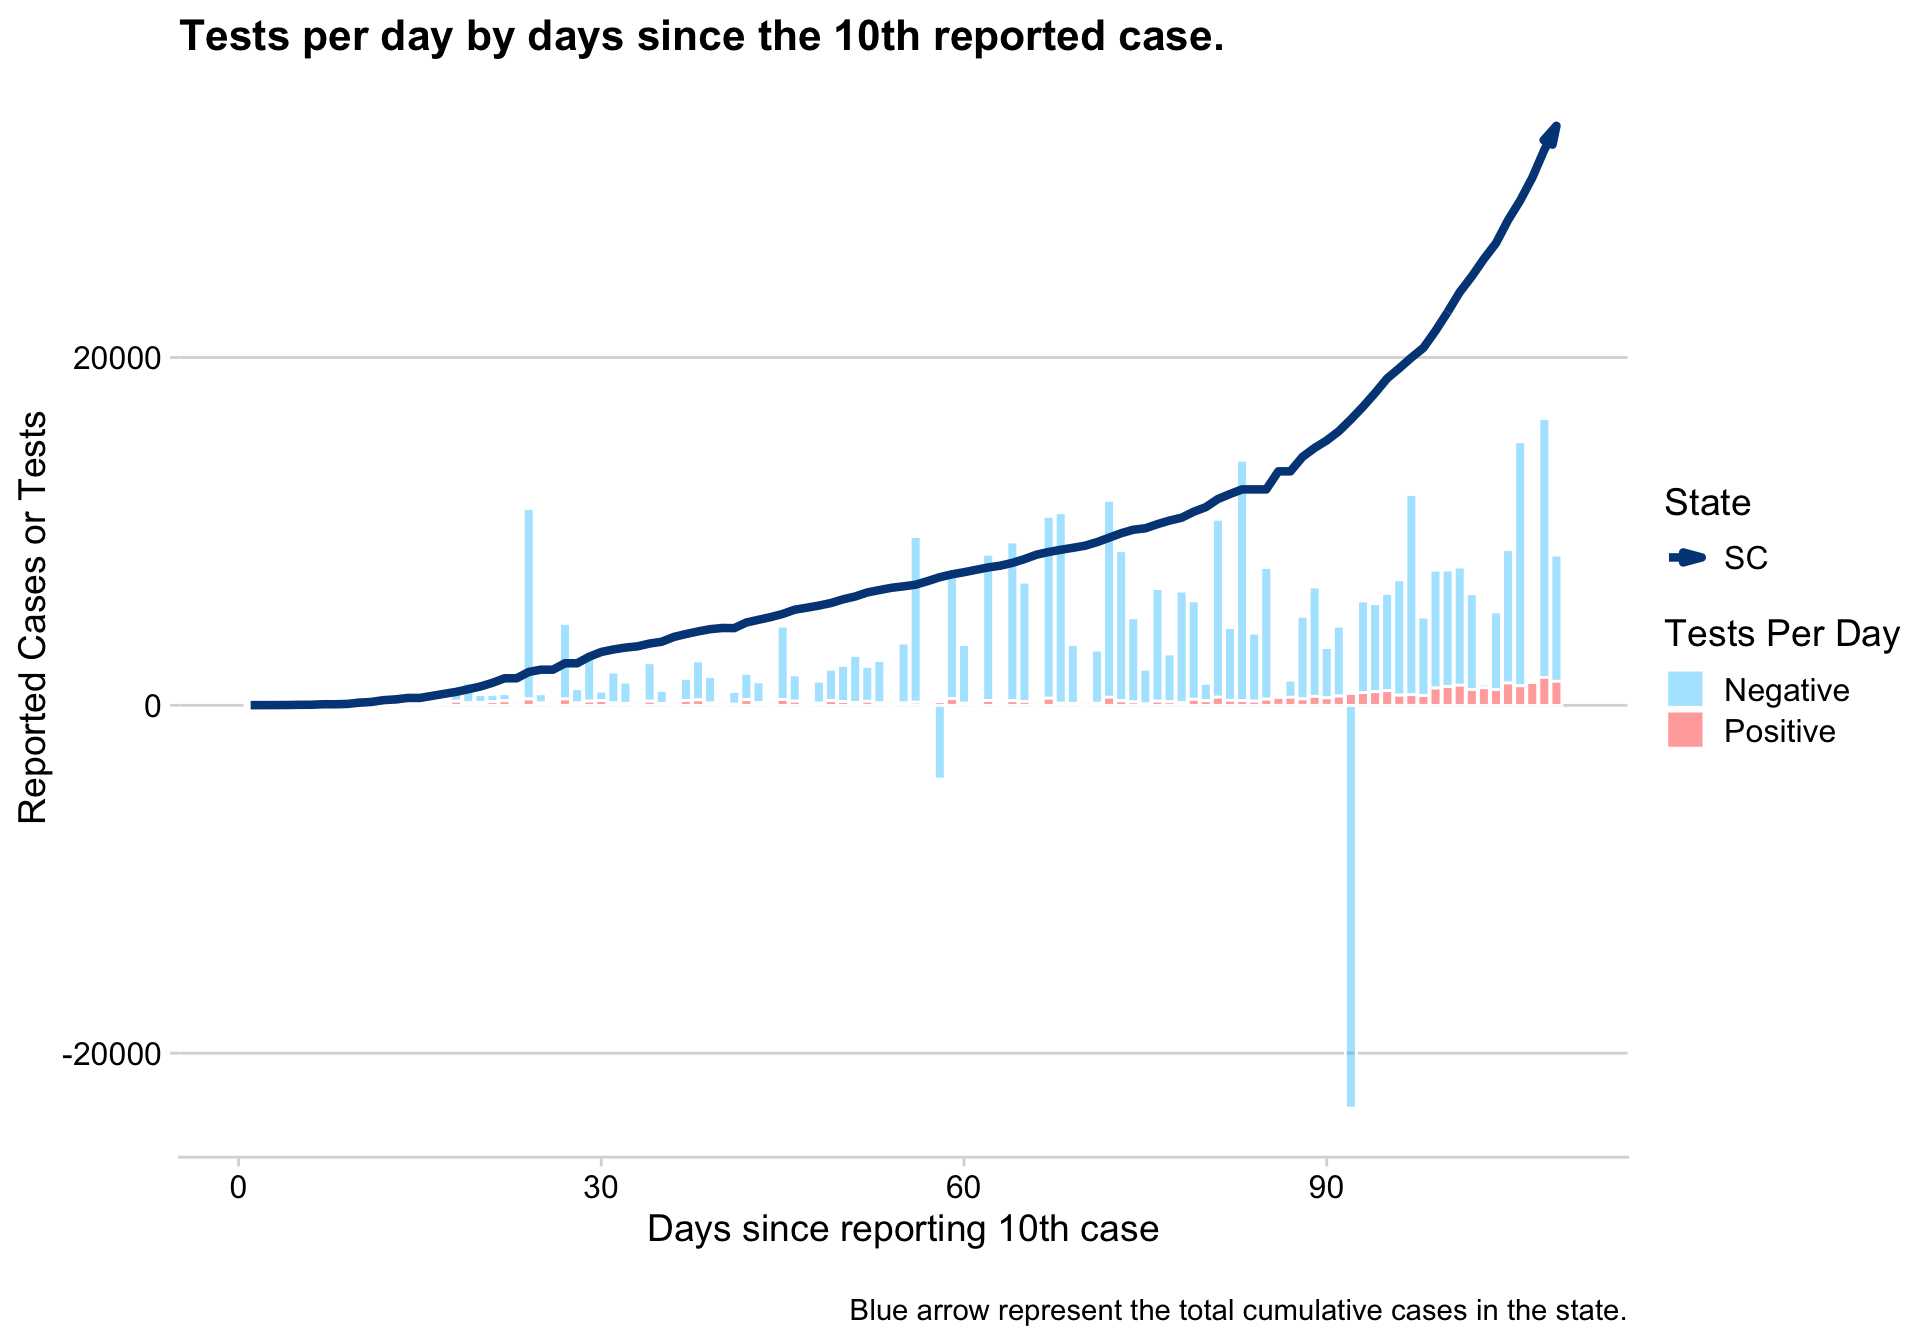 Tests per day by days since the 10th reported case.
Reported Cases or Tests
20000
0
-20000
0
30
60
90
Days since reporting 10th case
State
SC
Tests Per Day
Negative
Positive
Blue arrow represent the total cumulative cases in the state.